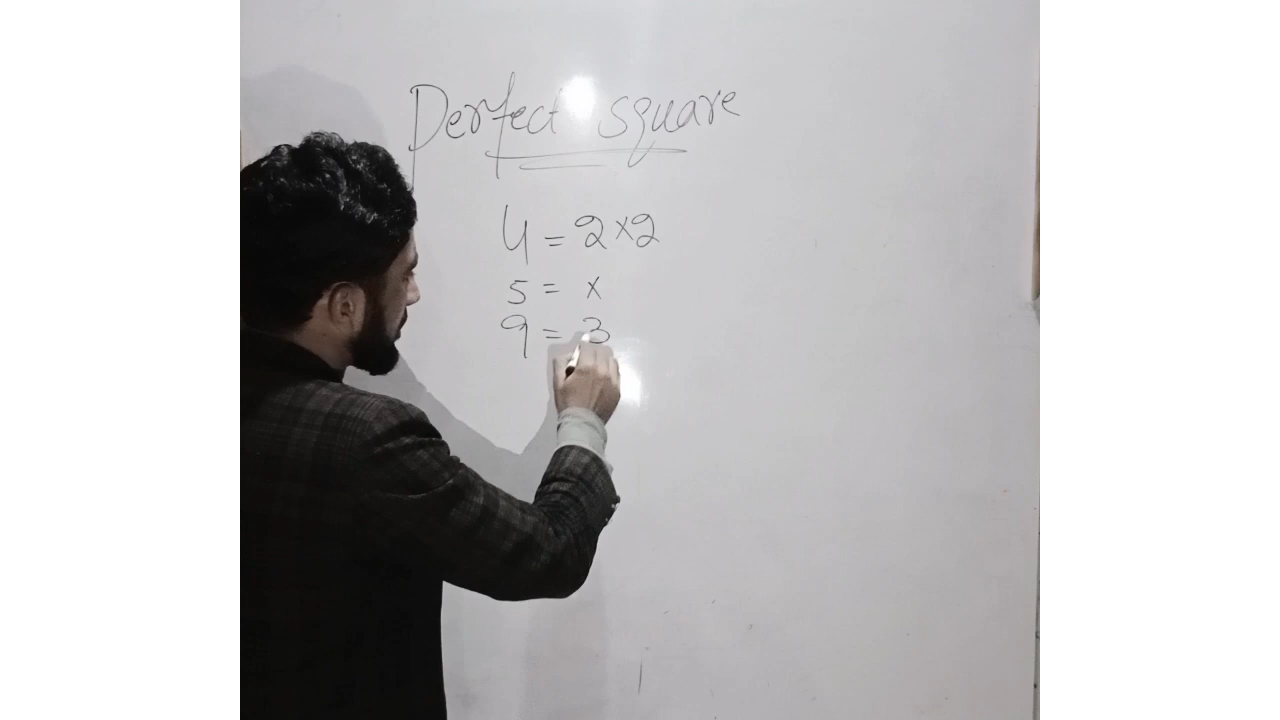 Perfect square
4 = 2×2
5 = ×
9 = 3